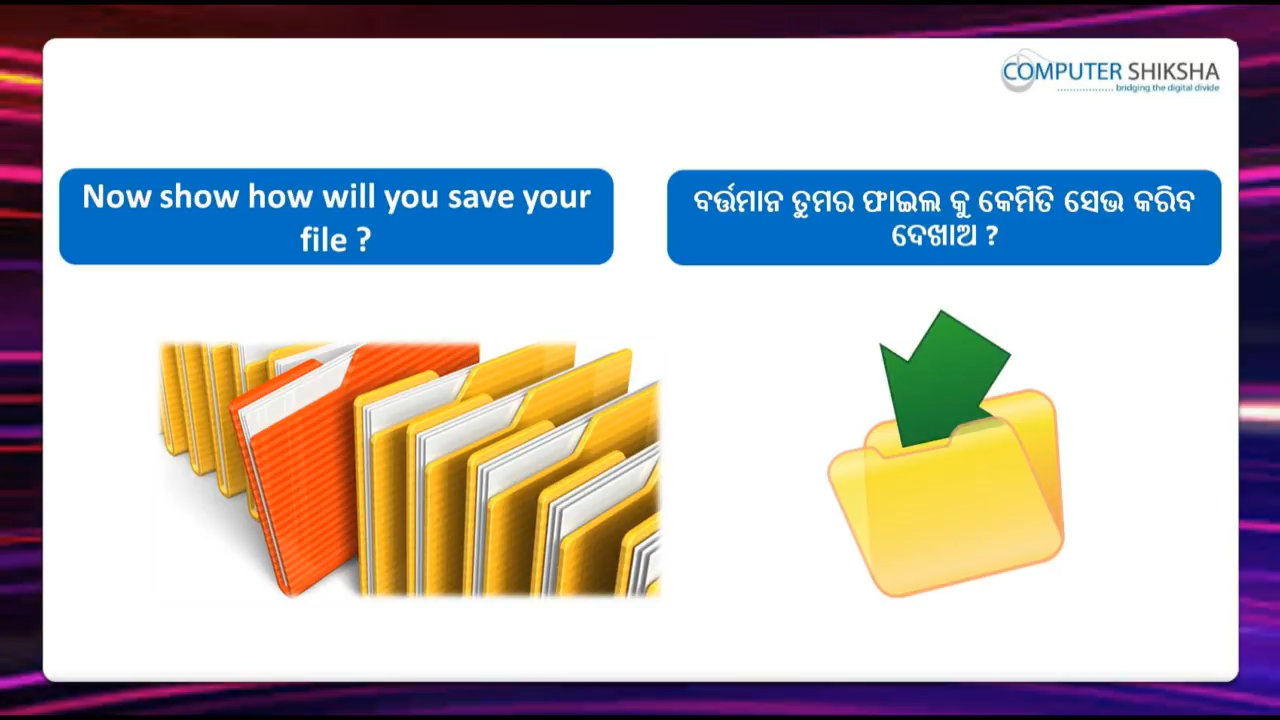 COMPUTER SHIKSHA
bridging the digital divide
Now show how will you save your
file ?
ବର୍ତ୍ତମାନ ତୁମର ଫାଇଲ କୁ କେମିତି ସେଭ କରିବ
ଦେଖାଅ ?